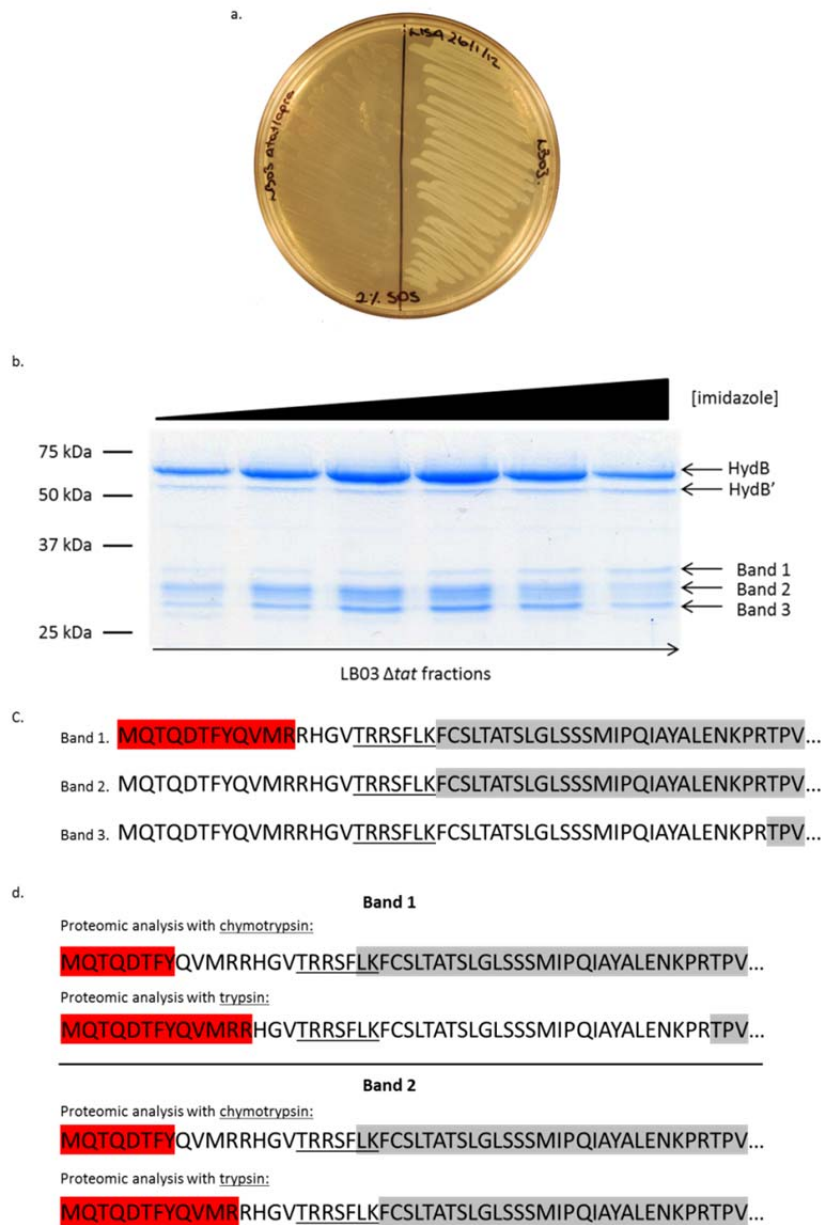 a.
LISA 26/1/12
LB03 Δtat/apra
LB03.
2% SDS
b.
[imidazole]
75 kDa
HydB
50 kDa
HydB'
37 kDa
Band 1
Band 2
Band 3
25 kDa
LB03 Δtat fractions
C.
Band 1. MQTQDTFYQVMRRHGVTRRSFLKFCSLTATSLGLSSSMIPQIAYALENKPRTPV...
Band 2. MQTQDTFYQVMRRHGVTRRSFLKFCSLTATSLGLSSSMIPQIAYALENKPRTPV...
Band 3. MQTQDTFYQVMRRHGVTRRSFLKFCSLTATSLGLSSSMIPQIAYALENKPRTPV...
d.
Band 1
Proteomic analysis with chymotrypsin:
MQTQDTFYQVMRRHGVTRRSFLKFCSLTATSLGLSSSMIPQIAYALENKPRTPV...
Proteomic analysis with trypsin:
MQTQDTFYQVMRRHGVTRRSFLKFCSLTATSLGLSSSMIPQIAYALENKPRTPV...
Band 2
Proteomic analysis with chymotrypsin:
MQTQDTFYQVMRRHGVTRRSFLKFCSLTATSLGLSSSMIPQIAYALENKPRTPV...
Proteomic analysis with trypsin:
MQTQDTFYQVMRRHGVTRRSFLKFCSLTATSLGLSSSMIPQIAYALENKPRTPV...